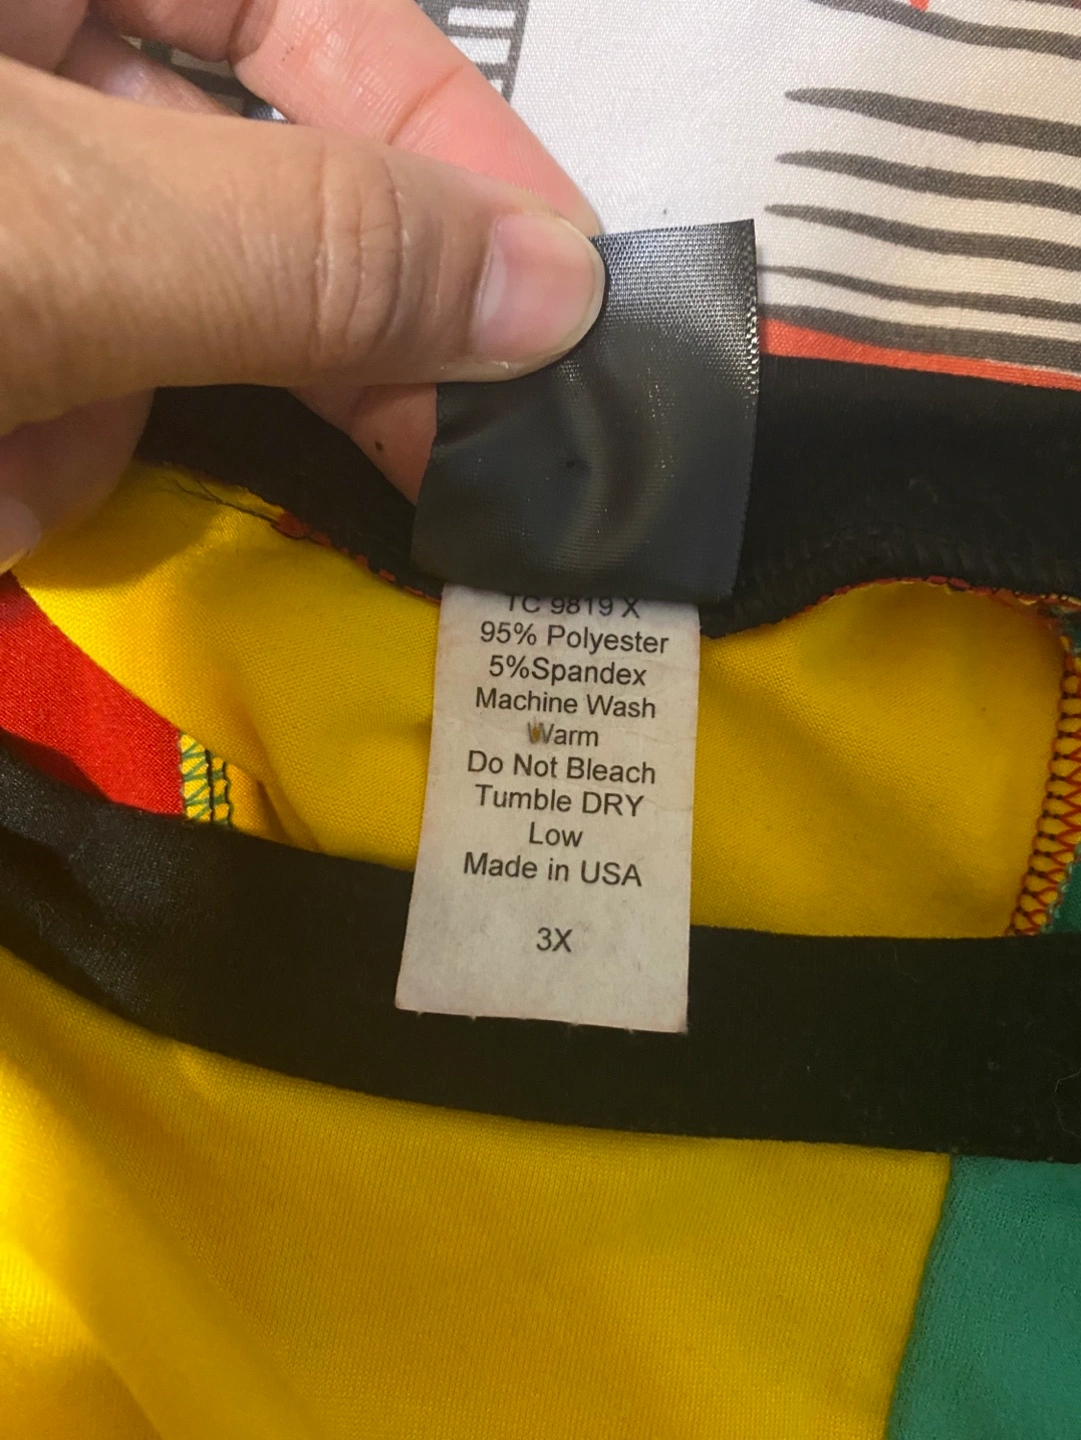 TC 9819 X
95% Polyester
5%Spandex
Machine Wash
Warm
Do Not Bleach
Tumble DRY
Low
Made in USA
3X